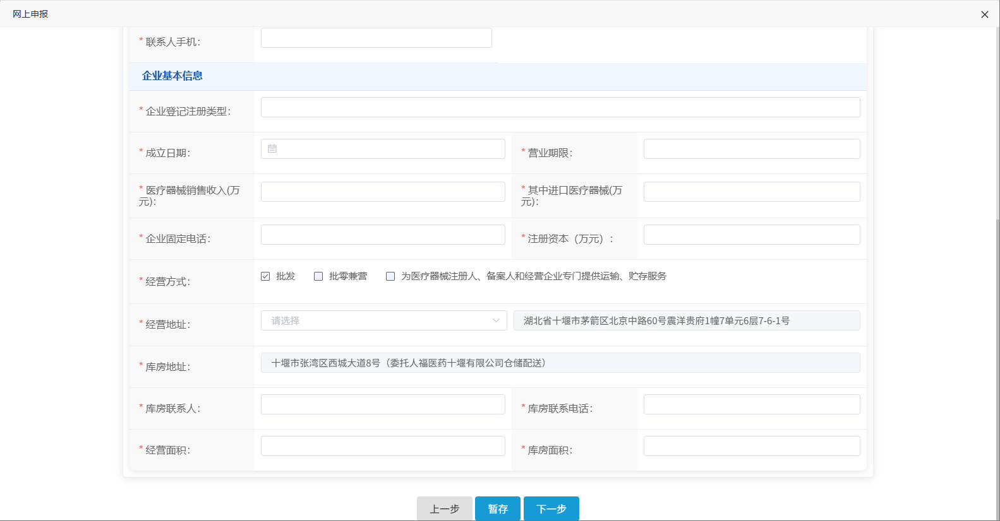 网上申报
* 联系人手机：
企业基本信息
* 企业登记注册类型：
* 成立日期：
* 营业期限：
* 医疗器械销售收入(万
元)：
* 其中进口医疗器械(万
元)：
* 企业固定电话：
* 注册资本（万元）：
* 经营方式：
批发
批零兼营
为医疗器械注册人、备案人和经营企业专门提供运输、贮存服务
* 经营地址：
请选择
湖北省十堰市茅箭区北京中路60号震洋贵府1幢7单元6层7-6-1号
* 库房地址：
十堰市张湾区西城大道8号（委托人福医药十堰有限公司仓储配送）
* 库房联系人：
* 库房联系电话：
* 经营面积：
* 库房面积：
上一步
暂存
下一步